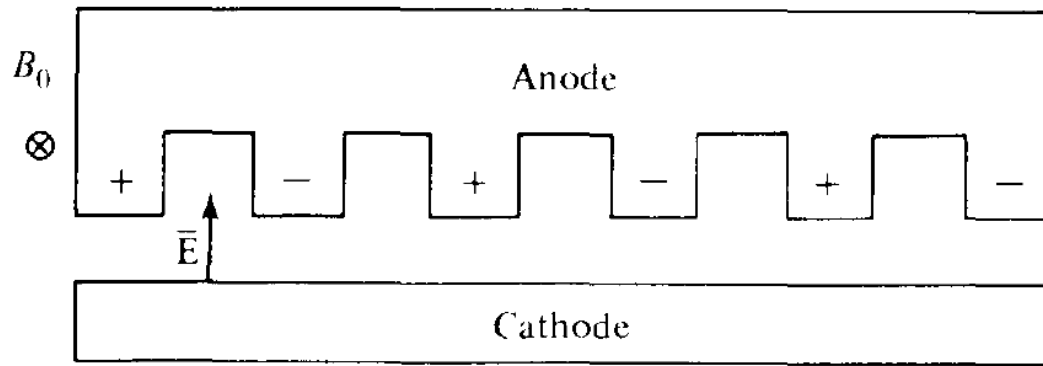 B₀
Anode
⊗
+ − + − + −
Ē
Cathode